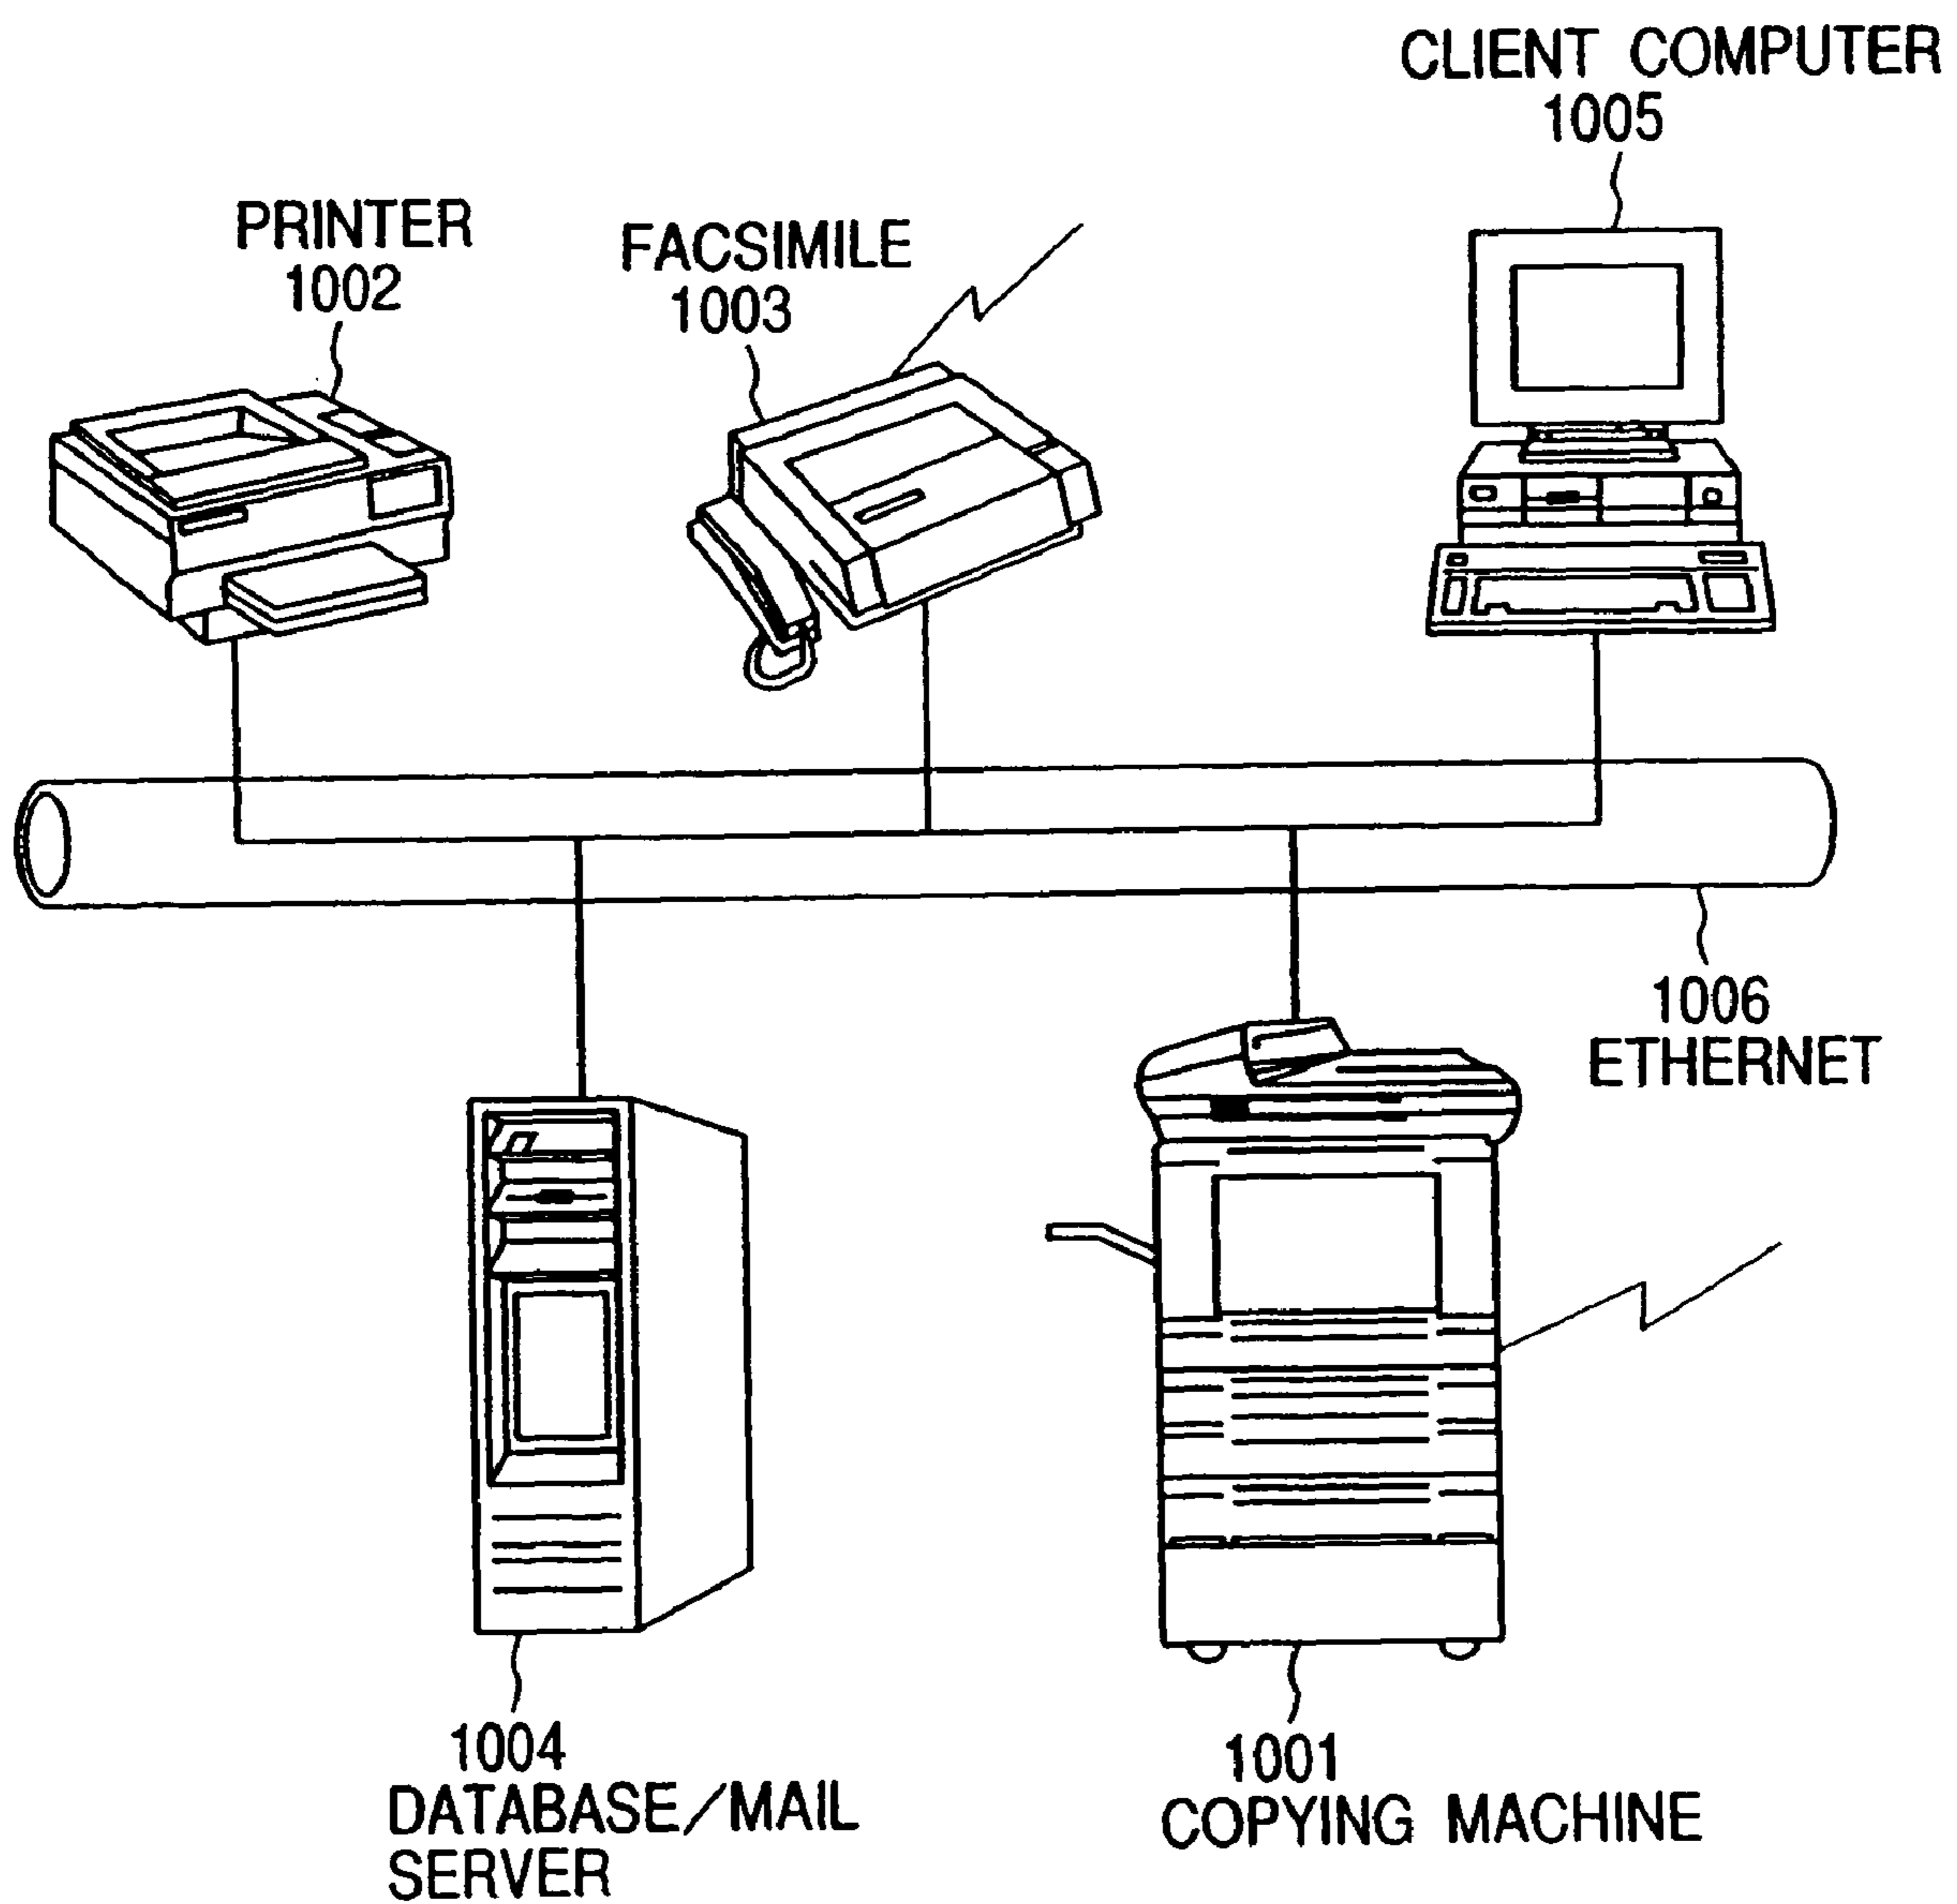 CLIENT COMPUTER
1005
PRINTER
1002
FACSIMILE
1003
1006
ETHERNET
1004
DATABASE/MAIL
SERVER
1001
COPYING MACHINE